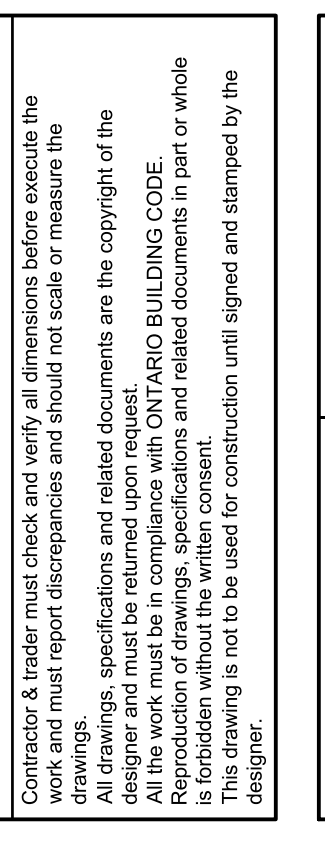 Contractor & trader must check and verify all dimensions before execute the
work and must report discrepancies and should not scale or measure the
drawings.
All drawings, specifications and related documents are the copyright of the
designer and must be returned upon request.
All the work must be in compliance with ONTARIO BUILDING CODE.
Reproduction of drawings, specifications and related documents in part or whole
is forbidden without the written consent.
This drawing is not to be used for construction until signed and stamped by the
designer.